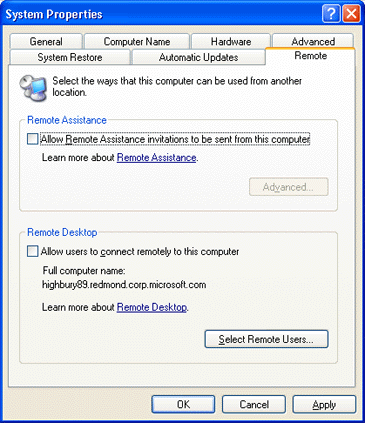 System Properties
General Computer Name Hardware Advanced
System Restore Automatic Updates Remote
Select the ways that this computer can be used from another
location.
Remote Assistance
Allow Remote Assistance invitations to be sent from this computer
Learn more about Remote Assistance.
Advanced...
Remote Desktop
Allow users to connect remotely to this computer
Full computer name:
highbury89.redmond.corp.microsoft.com
Learn more about Remote Desktop.
Select Remote Users...
OK Cancel Apply